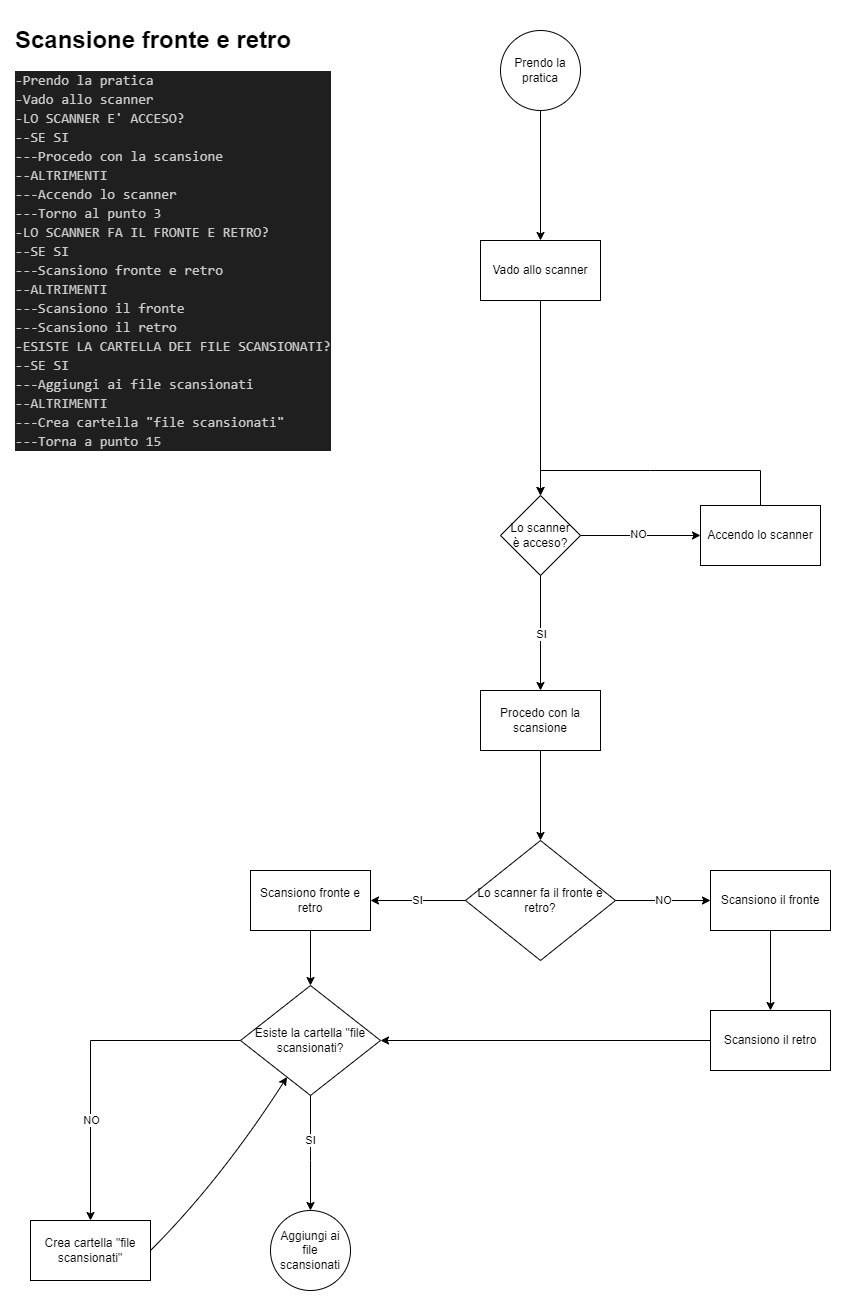 Scansione fronte e retro
-Prendo la pratica
-Vado allo scanner
-LO SCANNER E' ACCESO?
--SE SI
---Procedo con la scansione
--ALTRIMENTI
---Accendo lo scanner
---Torno al punto 3
-LO SCANNER FA IL FRONTE E RETRO?
--SE SI
---Scansiono fronte e retro
--ALTRIMENTI
---Scansiono il fronte
---Scansiono il retro
-ESISTE LA CARTELLA DEI FILE SCANSIONATI?
--SE SI
---Aggiungi ai file scansionati
--ALTRIMENTI
---Crea cartella "file scansionati"
---Torna a punto 15
Prendo la
pratica
Vado allo scanner
Lo scanner
è acceso?
NO
Accendo lo scanner
SI
Procedo con la
scansione
Lo scanner fa il fronte e
retro?
SI
Scansiono fronte e
retro
NO
Scansiono il fronte
Scansiono il retro
Esiste la cartella "file
scansionati?
NO
Crea cartella "file
scansionati"
SI
Aggiungi ai
file
scansionati